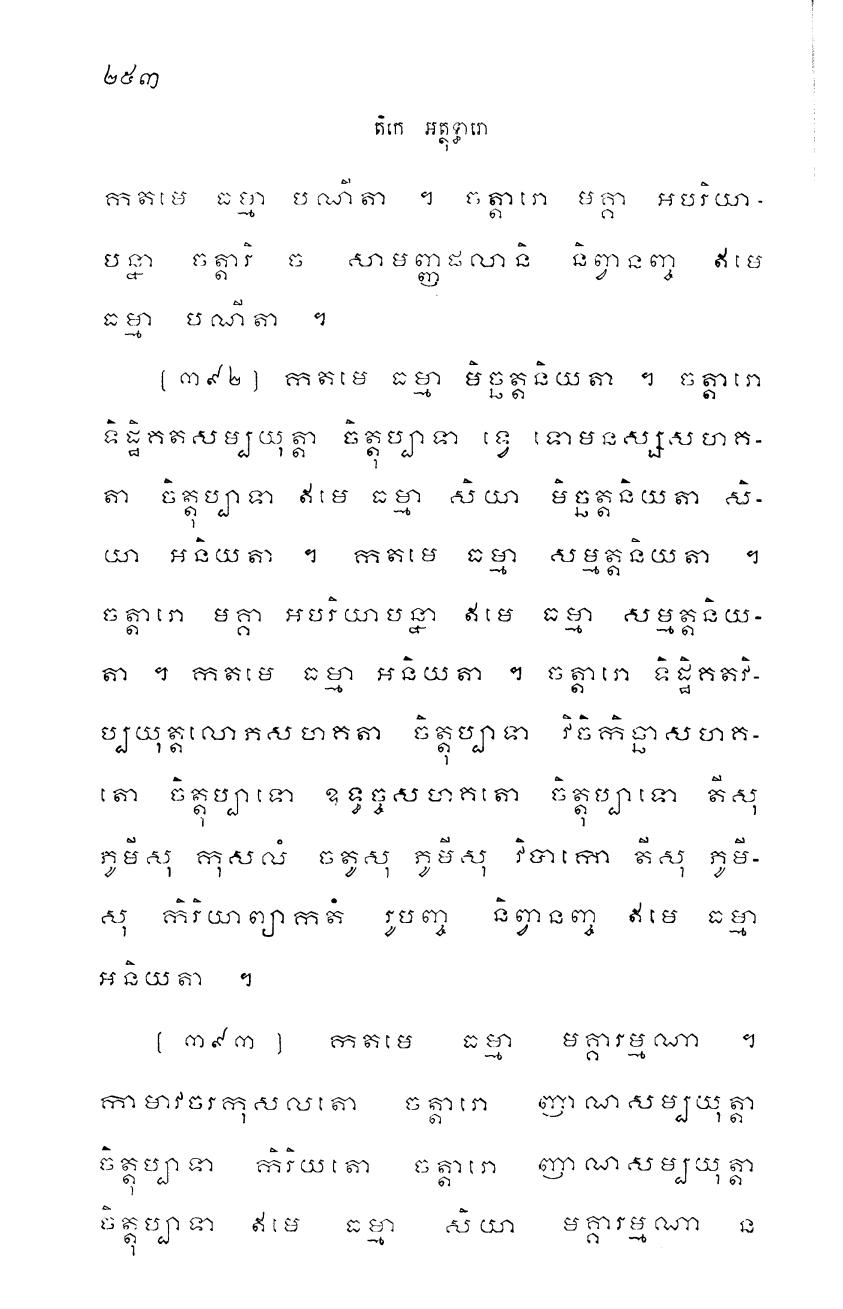 ២៥៣
តិកេ អត្ថុទ្ធារោ
កតមេ ធម្មា បណីតា ។ ចត្តារោ មគ្គា អបរិយា-
បន្នា ចត្តារិ ច សាមញ្ញផលានិ និព្វានញ្ច ឥមេ
ធម្មា បណីតា ។
[ ៣៩២ ] កតមេ ធម្មា មិច្ឆត្តនិយតា ។ ចត្តារោ
ទិដ្ឋិគតសម្បយុត្តា ចិត្តុប្បាទា ទ្វេ ទោមនស្សសហគ-
តា ចិត្តុប្បាទា ឥមេ ធម្មា សិយា មិច្ឆត្តនិយតា សិ-
យា អនិយតា ។ កតមេ ធម្មា សម្មត្តនិយតា ។
ចត្តារោ មគ្គា អបរិយាបន្នា ឥមេ ធម្មា សម្មត្តនិយ-
តា ។ កតមេ ធម្មា អនិយតា ។ ចត្តារោ ទិដ្ឋិគតវិ-
ប្បយុត្តលោភសហគតា ចិត្តុប្បាទា វិចិកិច្ឆាសហគ-
តោ ចិត្តុប្បាទោ ឧទ្ធច្ចសហគតោ ចិត្តុប្បាទោ តីសុ
ភូមីសុ កុសលំ ចតូសុ ភូមីសុ វិបាកោ តីសុ ភូមី-
សុ កិរិយាព្យាកតំ រូបញ្ច និព្វានញ្ច ឥមេ ធម្មា
អនិយតា ។
[ ៣៩៣ ] កតមេ ធម្មា មគ្គារម្មណា ។
កាមាវចរកុសលតោ ចត្តារោ ញាណសម្បយុត្តា
ចិត្តុប្បាទា កិរិយតោ ចត្តារោ ញាណសម្បយុត្តា
ចិត្តុប្បាទា ឥមេ ធម្មា សិយា មគ្គារម្មណា ន